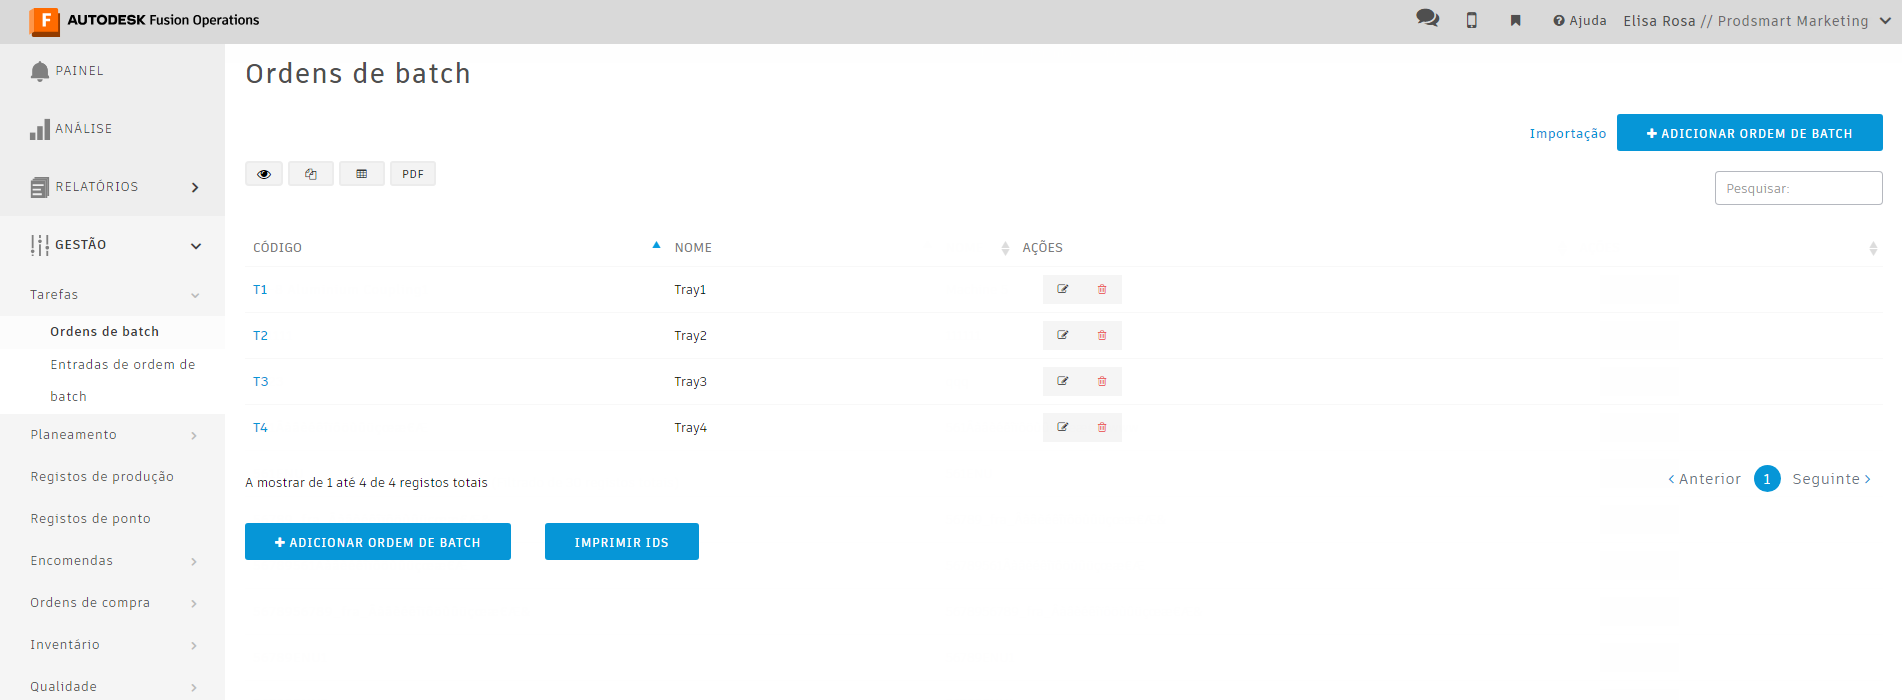 F AUTODESK Fusion Operations
Ajuda Elisa Rosa // Prodsmart Marketing
PAINEL
ANÁLISE
RELATÓRIOS
GESTÃO
Tarefas
Ordens de batch
Entradas de ordem de
batch
Planeamento
Registos de produção
Registos de ponto
Encomendas
Ordens de compra
Inventário
Qualidade
Ordens de batch
Importação
ADICIONAR ORDEM DE BATCH
PDF
Pesquisar:
CÓDIGO NOME AÇÕES
T1 Tray1
T2 Tray2
T3 Tray3
T4 Tray4
A mostrar de 1 até 4 de 4 registos totais
Anterior 1 Seguinte
ADICIONAR ORDEM DE BATCH
IMPRIMIR IDS